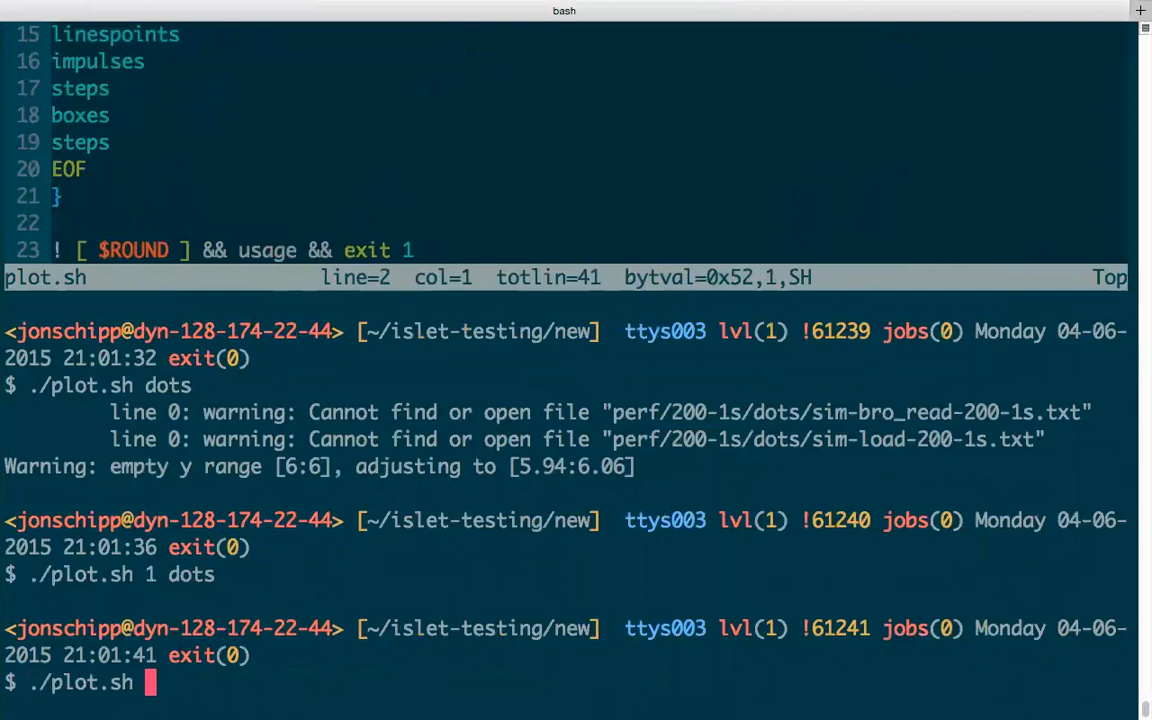 bash
15 linespoints
16 impulses
17 steps
18 boxes
19 steps
20 EOF
21 }
22
23 ! [ $ROUND ] && usage && exit 1
plot.sh line=2 col=1 totlin=41 bytval=0x52,1,SH Top
<jonschipp@dyn-128-174-22-44> [~/islet-testing/new] ttys003 lvl(1) !61239 jobs(0) Monday 04-06-
2015 21:01:32 exit(0)
$ ./plot.sh dots
line 0: warning: Cannot find or open file "perf/200-1s/dots/sim-bro_read-200-1s.txt"
line 0: warning: Cannot find or open file "perf/200-1s/dots/sim-load-200-1s.txt"
Warning: empty y range [6:6], adjusting to [5.94:6.06]
<jonschipp@dyn-128-174-22-44> [~/islet-testing/new] ttys003 lvl(1) !61240 jobs(0) Monday 04-06-
2015 21:01:36 exit(0)
$ ./plot.sh 1 dots
<jonschipp@dyn-128-174-22-44> [~/islet-testing/new] ttys003 lvl(1) !61241 jobs(0) Monday 04-06-
2015 21:01:41 exit(0)
$ ./plot.sh